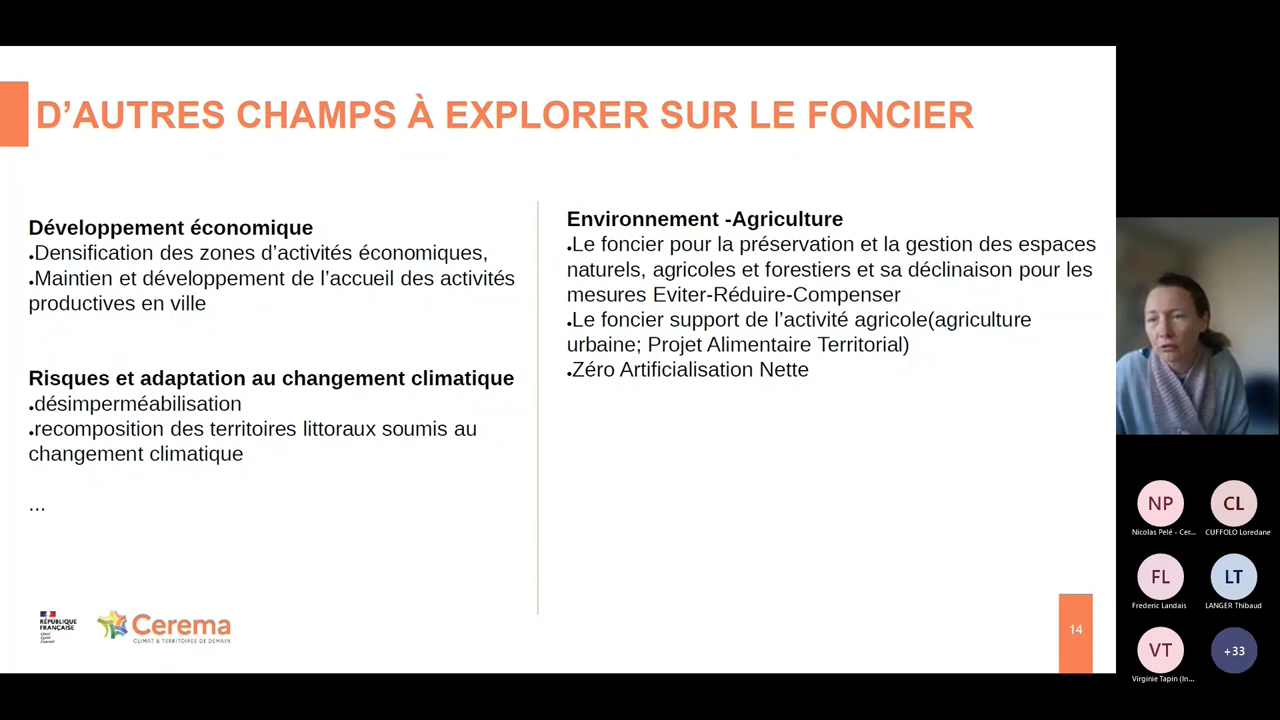 D'AUTRES CHAMPS À EXPLORER SUR LE FONCIER
Développement économique
•Densification des zones d'activités économiques,
•Maintien et développement de l'accueil des activités
productives en ville
Risques et adaptation au changement climatique
•désimperméabilisation
•recomposition des territoires littoraux soumis au
changement climatique
...
Environnement -Agriculture
•Le foncier pour la préservation et la gestion des espaces
naturels, agricoles et forestiers et sa déclinaison pour les
mesures Eviter-Réduire-Compenser
•Le foncier support de l'activité agricole(agriculture
urbaine; Projet Alimentaire Territorial)
•Zéro Artificialisation Nette
RÉPUBLIQUE
FRANÇAISE
Liberté
Égalité
Fraternité
Cerema
CLIMAT & TERRITOIRES DE DEMAIN
14
NP
Nicolas Pelé - Cer...
CL
CUFFOLO Loredane
FL
Frederic Landais
LT
LANGER Thibaud
VT
Virginie Tapin (In...
+33